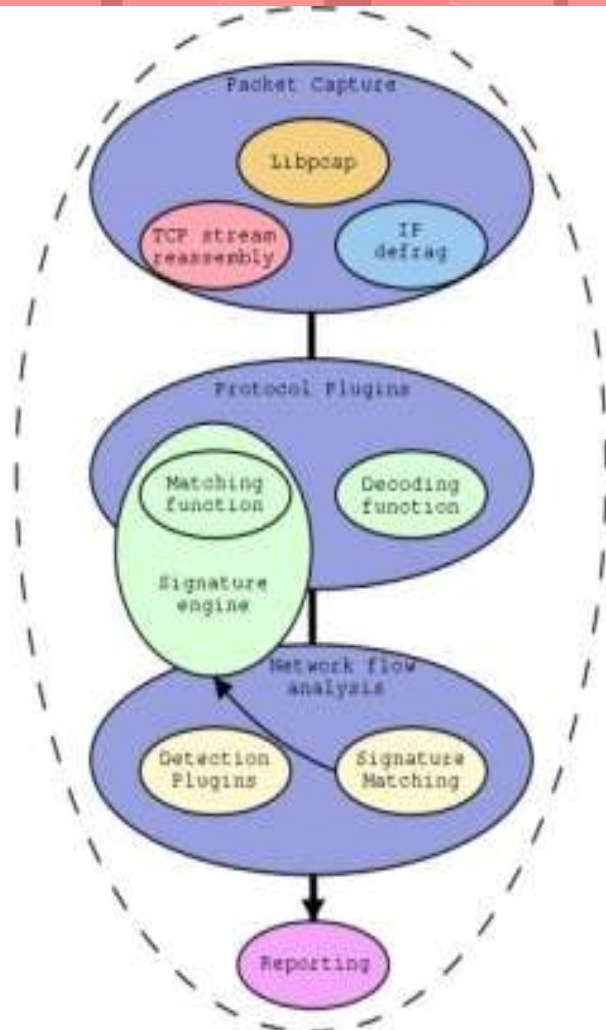 Packet Capture
Libpcap
TCP stream
reassembly
IP
defrag
Protocol Plugins
Matching
function
Decoding
function
Signature
engine
Network flow
analysis
Detection
Plugins
Signature
Matching
Reporting